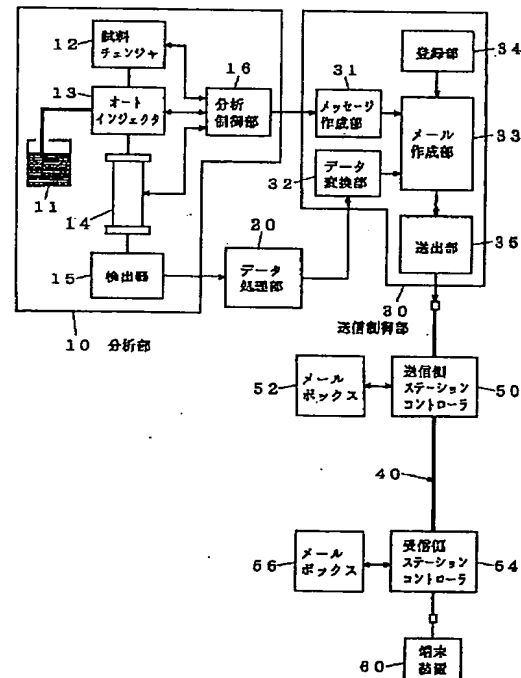 12
試料
チェンジャ
13
オート
インジェクタ
11
14
15
検出器
10 分析部
16
分析
制御部
20
データ
処理部
31
メッセージ
作成部
32
データ
変換部
登録部
34
メール
作成部
33
送出部
35
30
送信制御部
52
メール
ボックス
送信側
ステーション
コントローラ
50
40
56
メール
ボックス
受信側
ステーション
コントローラ
54
60
端末
装置